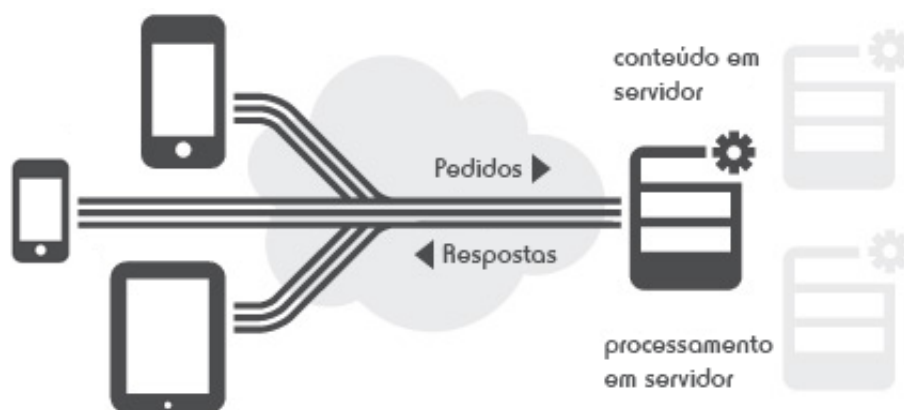 conteúdo em
servidor
Pedidos
Respostas
processamento
em servidor